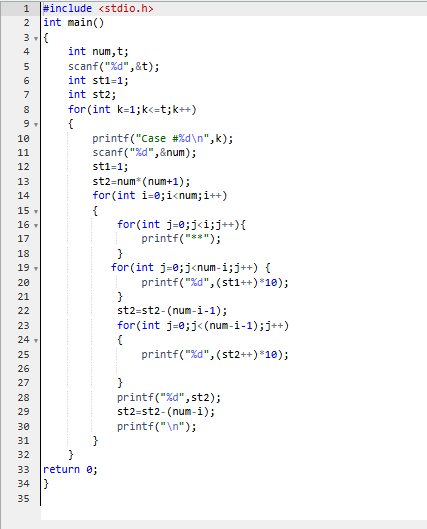 1 #include <stdio.h>
2 int main()
3 {
4     int num,t;
5     scanf("%d",&t);
6     int st1=1;
7     int st2;
8     for(int k=1;k<=t;k++)
9     {
10         printf("Case #%d\n",k);
11         scanf("%d",&num);
12         st1=1;
13         st2=num*(num+1);
14         for(int i=0;i<num;i++)
15         {
16             for(int j=0;j<i;j++){
17                 printf("**");
18             }
19            for(int j=0;j<num-i;j++) {
20                 printf("%d",(st1++)*10);
21             }
22             st2=st2-(num-i-1);
23             for(int j=0;j<(num-i-1);j++)
24             {
25                 printf("%d",(st2++)*10);
26
27             }
28             printf("%d",st2);
29             st2=st2-(num-i);
30             printf("\n");
31         }
32     }
33 return 0;
34 }
35